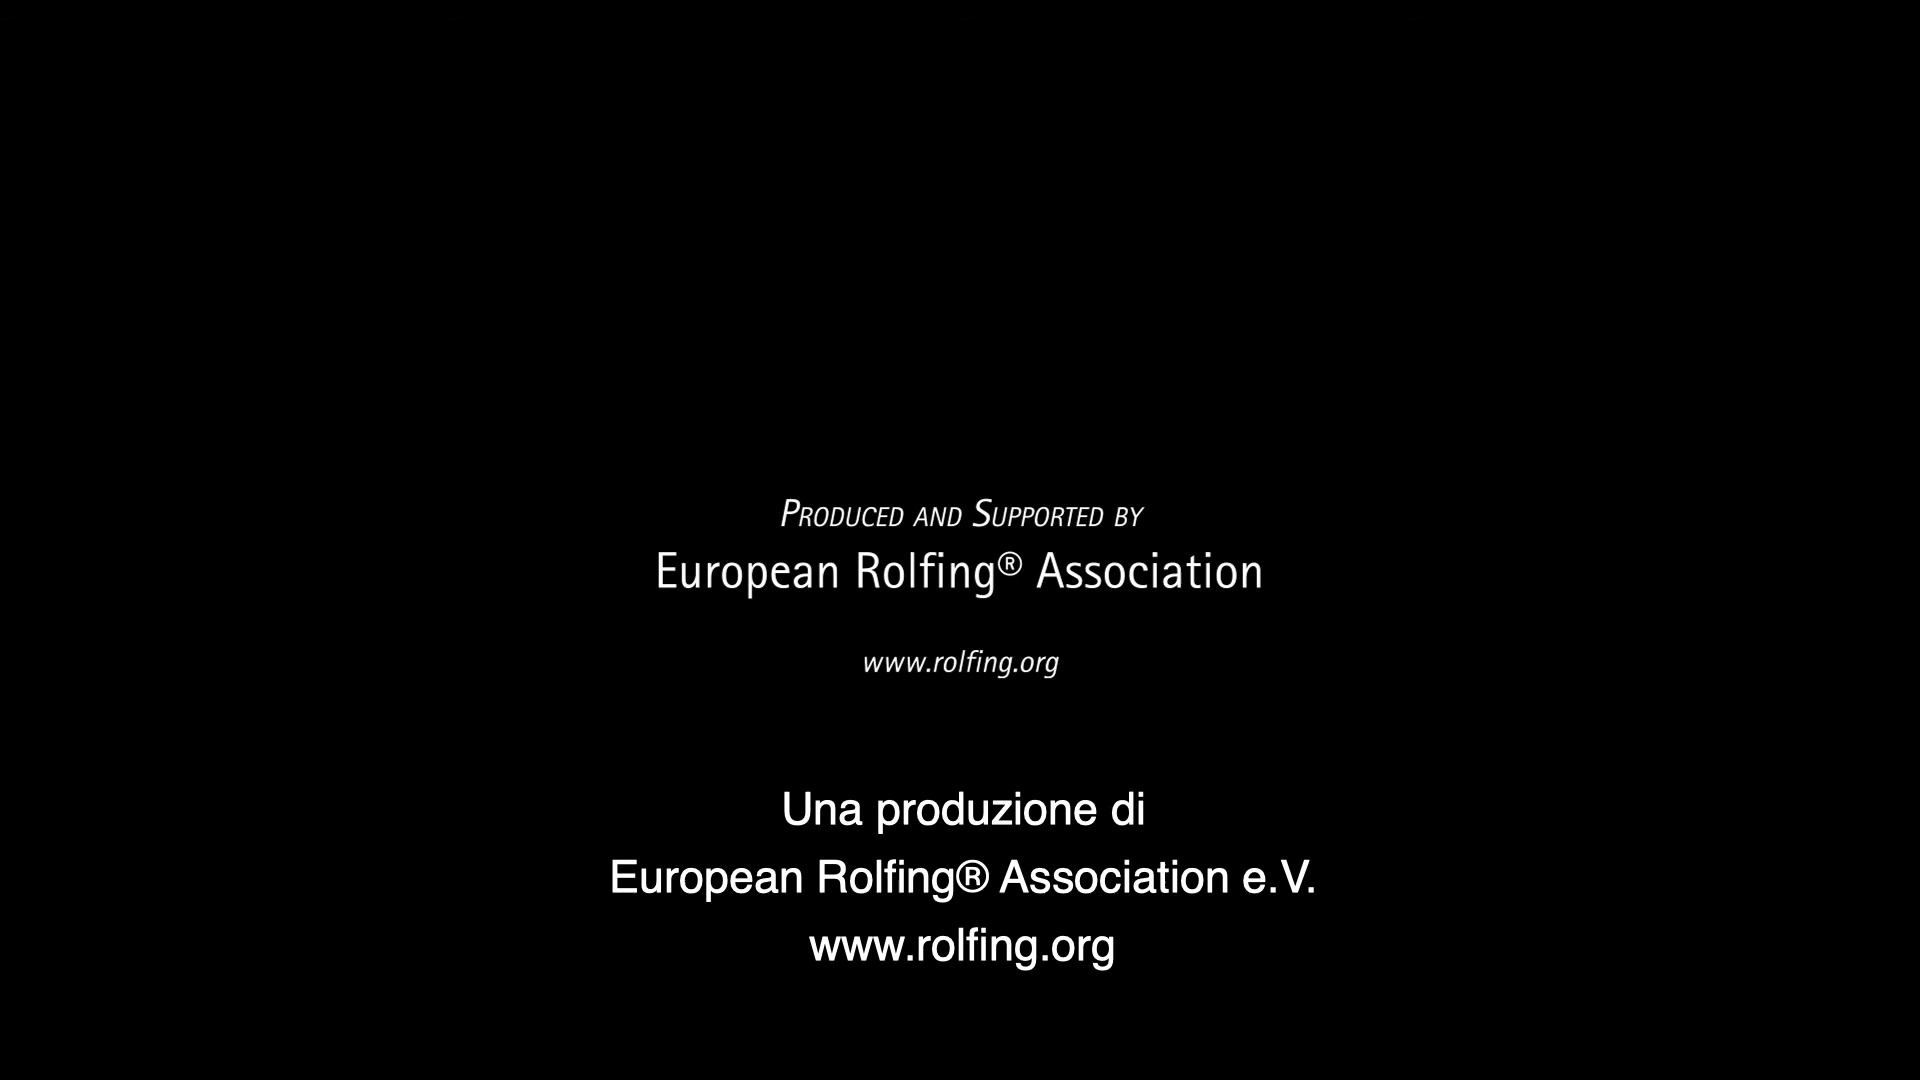 Produced and Supported by
European Rolfing® Association
www.rolfing.org
Una produzione di
European Rolfing® Association e.V.
www.rolfing.org